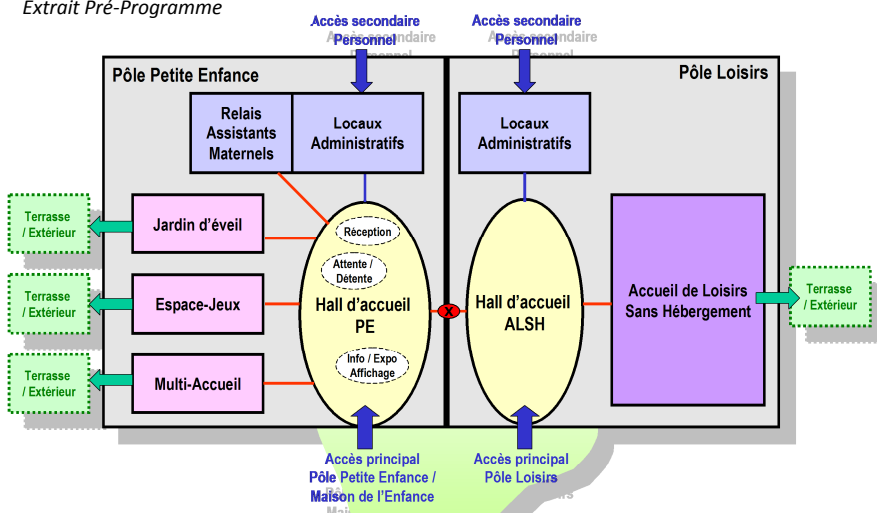 Extrait Pré-Programme
Accès secondaire
Personnel
Accès secondaire
Personnel
Pôle Petite Enfance
Pôle Loisirs
Relais
Assistants
Maternels
Locaux
Administratifs
Locaux
Administratifs
Terrasse
/ Extérieur
Jardin d'éveil
Réception
Attente /
Détente
Terrasse
/ Extérieur
Espace-Jeux
Hall d'accueil
PE
X
Hall d'accueil
ALSH
Accueil de Loisirs
Sans Hébergement
Terrasse
/ Extérieur
Info / Expo
Affichage
Terrasse
/ Extérieur
Multi-Accueil
Accès principal
Pôle Petite Enfance /
Maison de l'Enfance
Accès principal
Pôle Loisirs